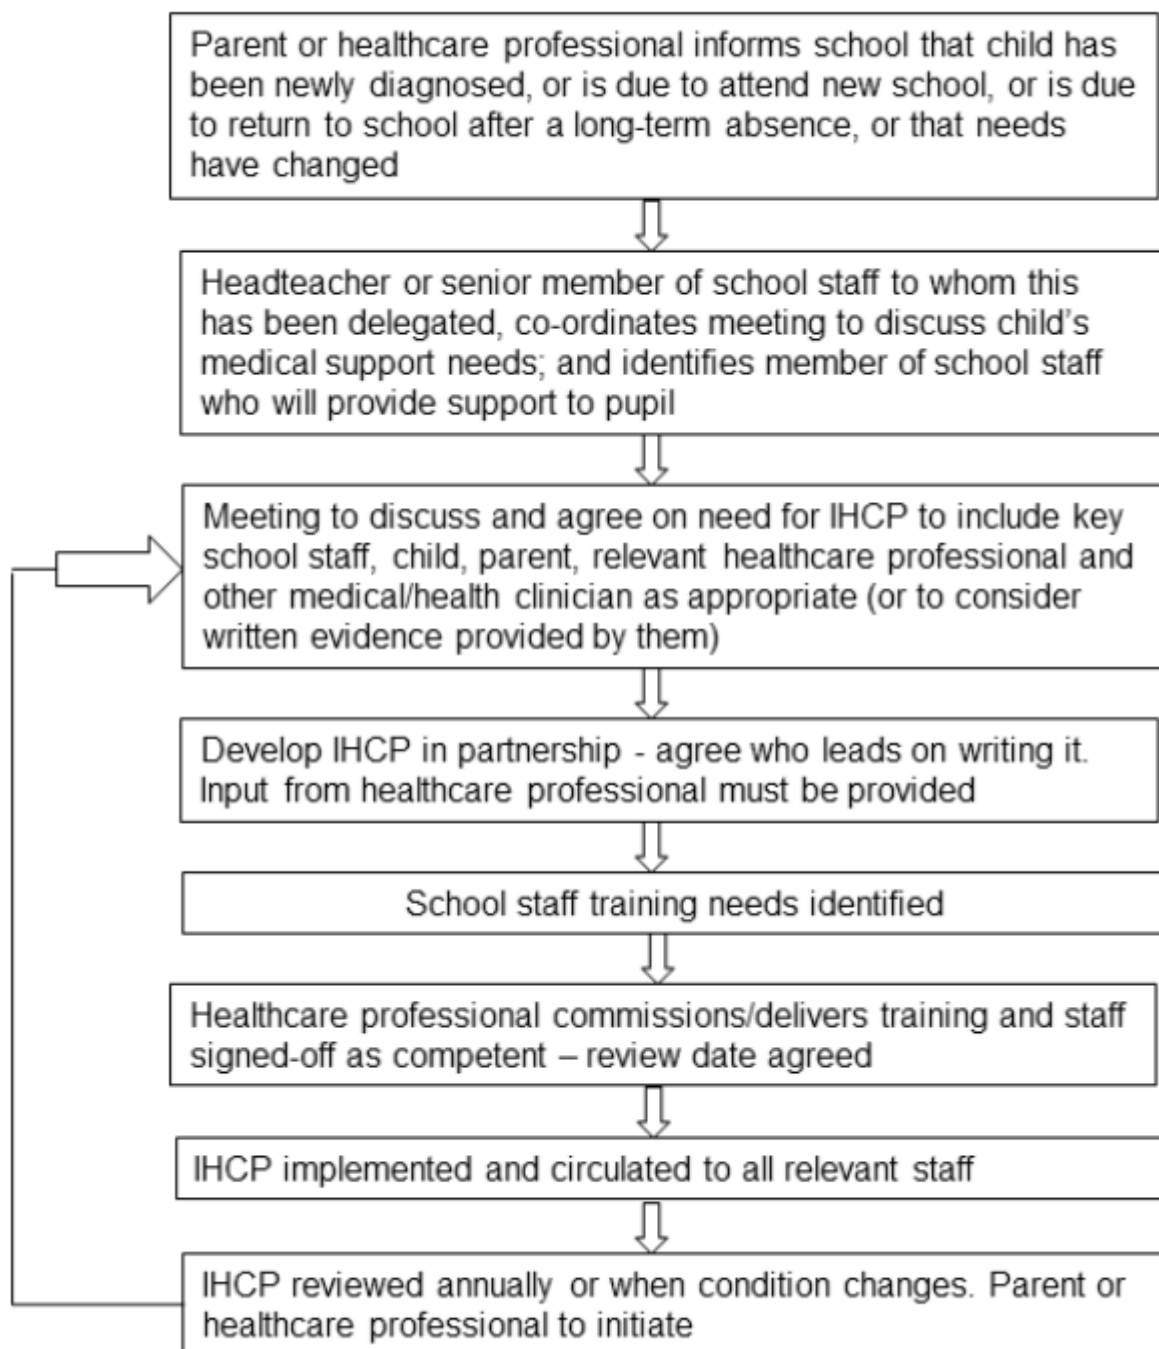 Parent or healthcare professional informs school that child has
been newly diagnosed, or is due to attend new school, or is due
to return to school after a long-term absence, or that needs
have changed
Headteacher or senior member of school staff to whom this
has been delegated, co-ordinates meeting to discuss child's
medical support needs; and identifies member of school staff
who will provide support to pupil
Meeting to discuss and agree on need for IHCP to include key
school staff, child, parent, relevant healthcare professional and
other medical/health clinician as appropriate (or to consider
written evidence provided by them)
Develop IHCP in partnership - agree who leads on writing it.
Input from healthcare professional must be provided
School staff training needs identified
Healthcare professional commissions/delivers training and staff
signed-off as competent – review date agreed
IHCP implemented and circulated to all relevant staff
IHCP reviewed annually or when condition changes. Parent or
healthcare professional to initiate